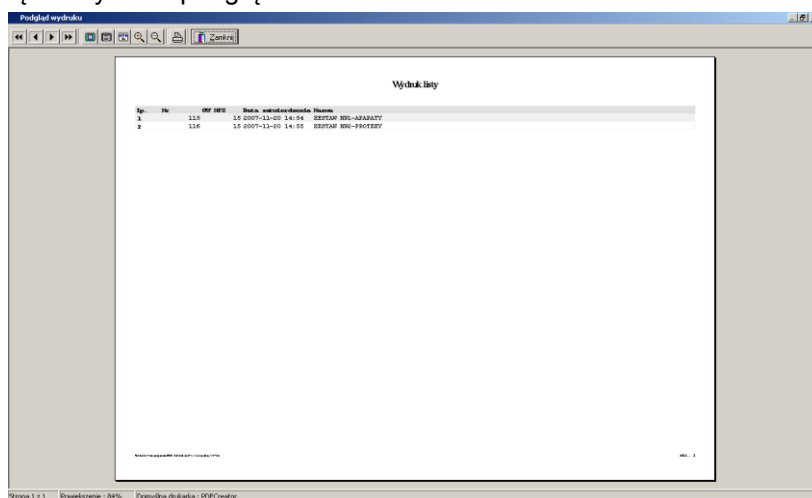 Podgląd wydruku
Zamknij
Wydruk listy
Lp. Nr OW NFZ Data zatwierdzenia Nazwa
1 115 15 2007-11-20 14:54 ZESTAW NR1-APARATY
2 116 15 2007-11-20 14:55 ZESTAW NR2-PROTEZY
Strona 1 z 1 Powiększenie : 84% Domyślna drukarka : PDFCreator